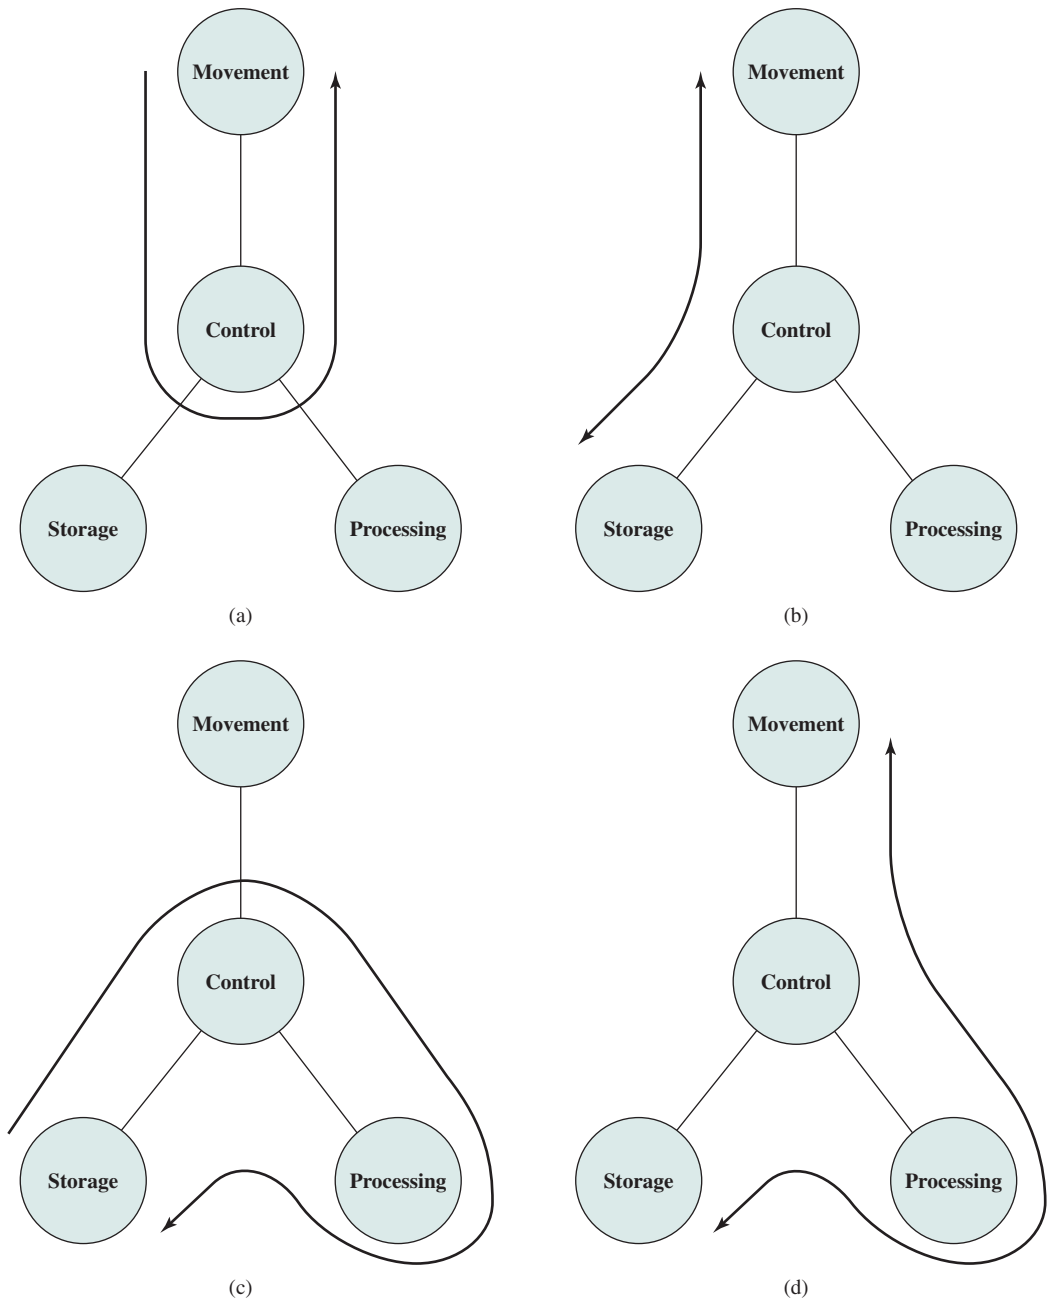 Movement
Movement
Control
Control
Storage
Processing
Storage
Processing
(a)
(b)
Movement
Movement
Control
Control
Storage
Processing
Storage
Processing
(c)
(d)